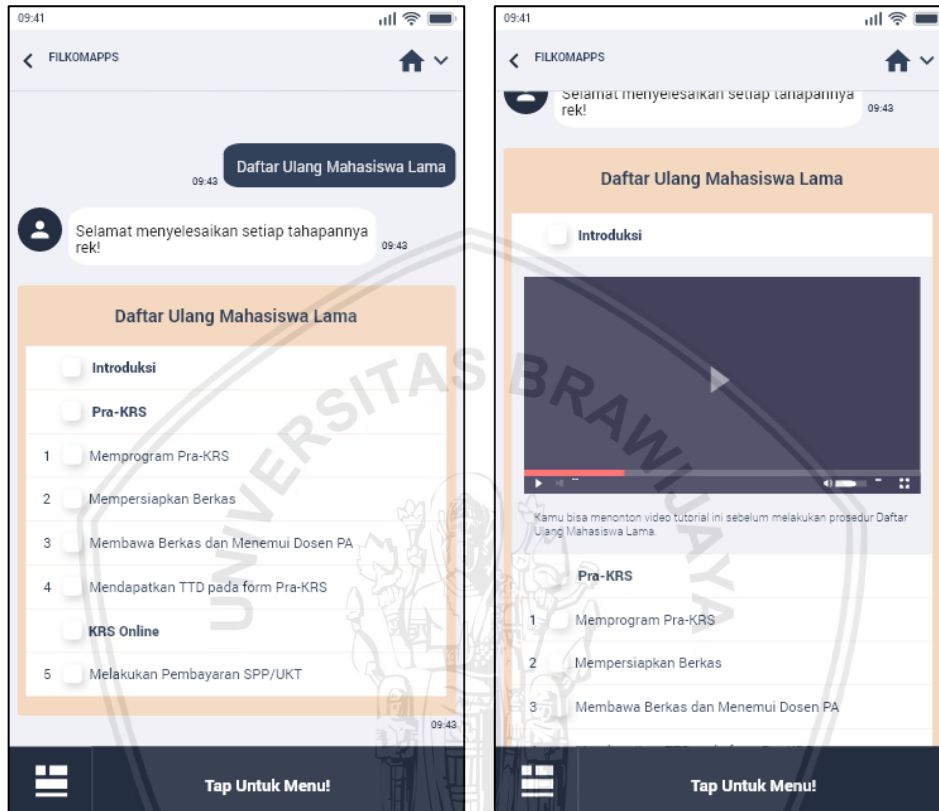 09:41
FILKOMAPPS
Daftar Ulang Mahasiswa Lama
09:43
Selamat menyelesaikan setiap tahapannya
rek!
09:43
Daftar Ulang Mahasiswa Lama
Introduksi
Pra-KRS
1 Memprogram Pra-KRS
2 Mempersiapkan Berkas
3 Membawa Berkas dan Menemui Dosen PA
4 Mendapatkan TTD pada form Pra-KRS
KRS Online
5 Melakukan Pembayaran SPP/UKT
09:43
Tap Untuk Menu!
09:41
FILKOMAPPS
Selamat menyelesaikan setiap tahapannya
rek!
09:43
Daftar Ulang Mahasiswa Lama
Introduksi
Kamu bisa menonton video tutorial ini sebelum melakukan prosedur Daftar
Ulang Mahasiswa Lama.
Pra-KRS
1 Memprogram Pra-KRS
2 Mempersiapkan Berkas
3 Membawa Berkas dan Menemui Dosen PA
Tap Untuk Menu!
UNIVERSITAS BRAWIJAYA